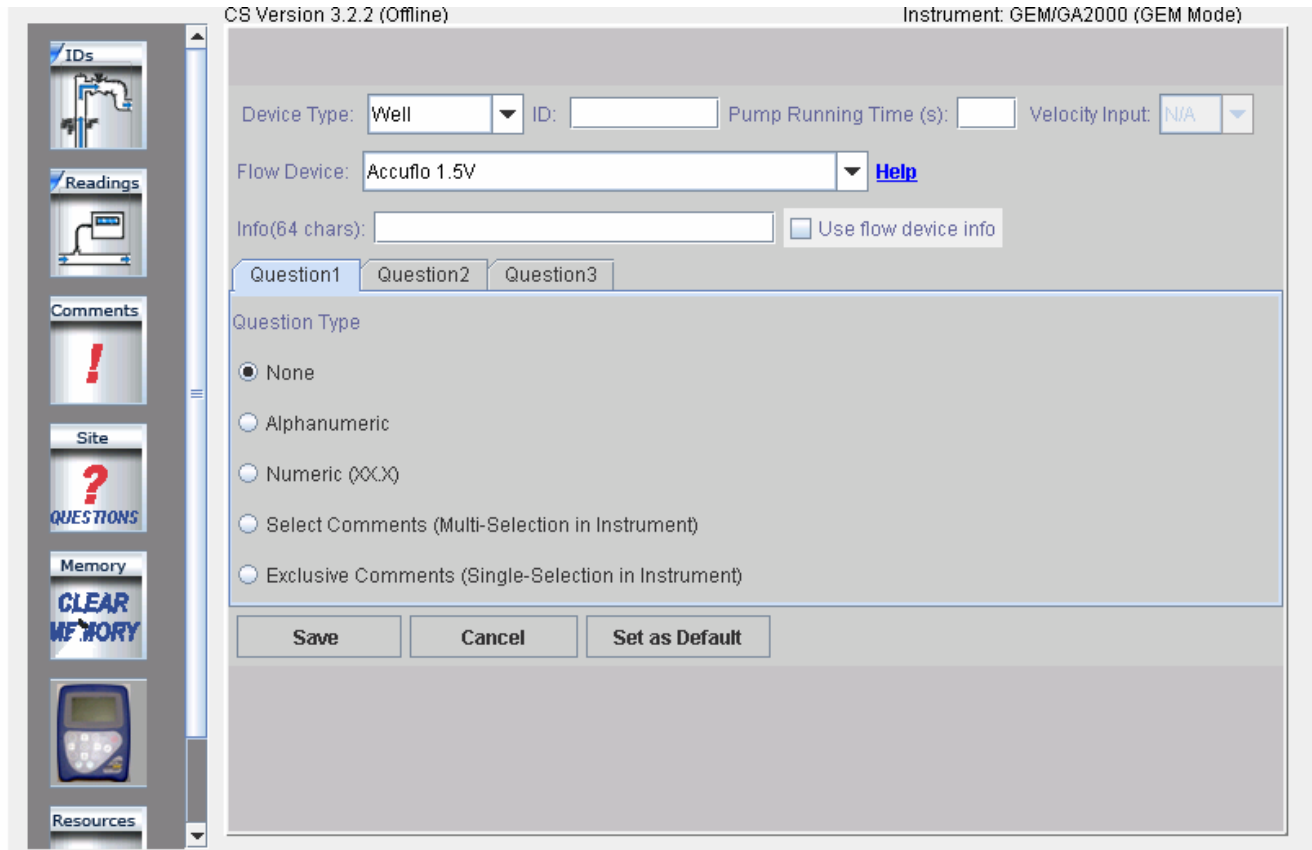 CS Version 3.2.2 (Offline) Instrument: GEM/GA2000 (GEM Mode)
IDs
Device Type: Well ID: Pump Running Time (s): Velocity Input: N/A
Flow Device: Accuflo 1.5V Help
Readings
Info(64 chars): Use flow device info
Question1 Question2 Question3
Comments
!
Question Type
None
Alphanumeric
Site
?
QUESTIONS
Numeric (XX.X)
Select Comments (Multi-Selection in Instrument)
Exclusive Comments (Single-Selection in Instrument)
Memory
CLEAR
MEMORY
Save Cancel Set as Default
Resources